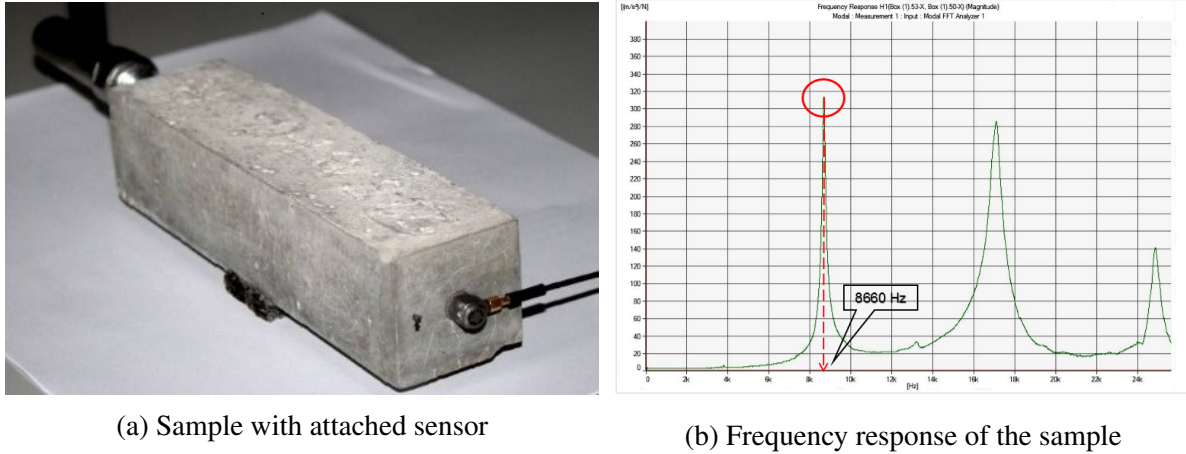 [(m/s²)/N]
Frequency Response H1(Box (1).53-X, Box (1).50-X) (Magnitude)
Modal : Measurement 1 : Input : Modal FFT Analyzer 1
380
360
340
320
300
280
260
240
220
200
180
160
140
120
100
80
60
40
20
0
8660 Hz
0 2k 4k 6k 8k 10k 12k 14k 16k 18k 20k 22k 24k
[Hz]
(a) Sample with attached sensor
(b) Frequency response of the sample